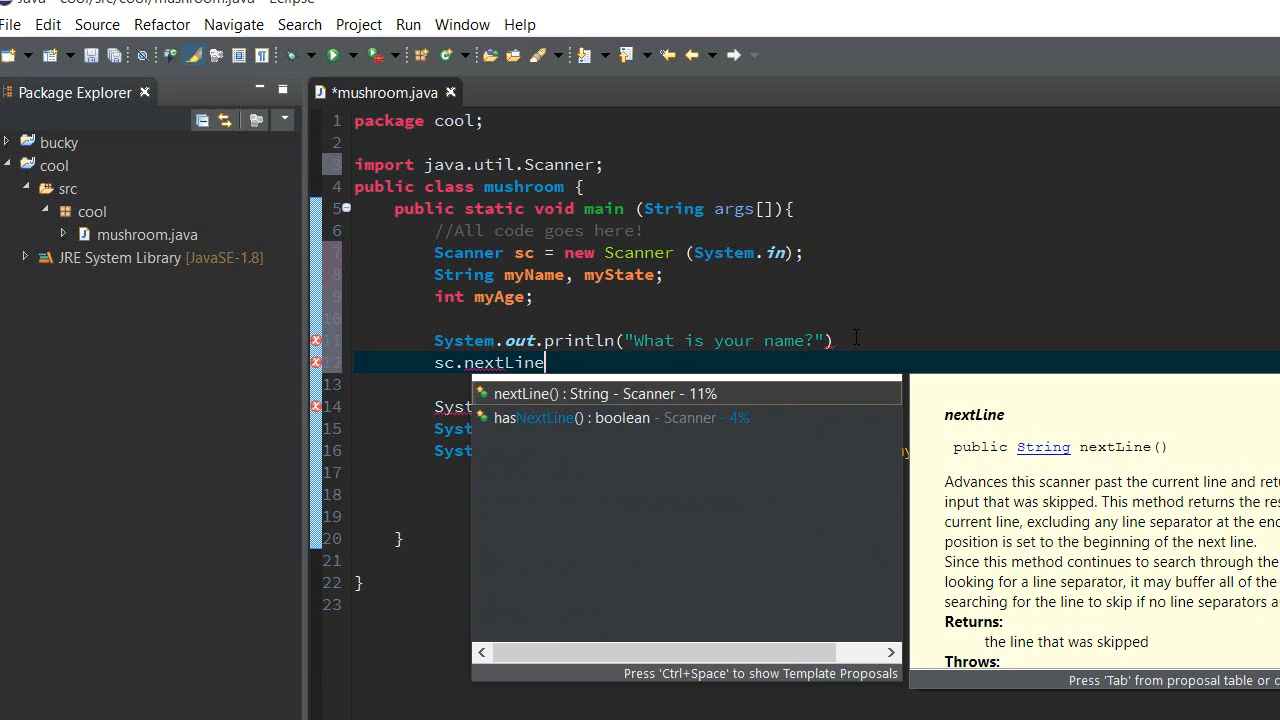 Java - cool/src/cool/mushroom.java - Eclipse
File Edit Source Refactor Navigate Search Project Run Window Help
Package Explorer
*mushroom.java
bucky
cool
src
cool
mushroom.java
JRE System Library [JavaSE-1.8]
1 package cool;
2
3 import java.util.Scanner;
4 public class mushroom {
5 public static void main (String args[]){
6 //All code goes here!
7 Scanner sc = new Scanner (System.in);
8 String myName, myState;
9 int myAge;
10
11 System.out.println("What is your name?")
12 sc.nextLine
13
14 Syst
15 Syst
16 Syst
17
18
19
20 }
21
22 }
23
nextLine() : String - Scanner - 11%
hasNextLine() : boolean - Scanner - 4%
Press 'Ctrl+Space' to show Template Proposals
nextLine
public String nextLine()
Advances this scanner past the current line and retu
input that was skipped. This method returns the res
current line, excluding any line separator at the end
position is set to the beginning of the next line.
Since this method continues to search through the
looking for a line separator, it may buffer all of the
searching for the line to skip if no line separators a
Returns:
the line that was skipped
Throws:
Press 'Tab' from proposal table or c